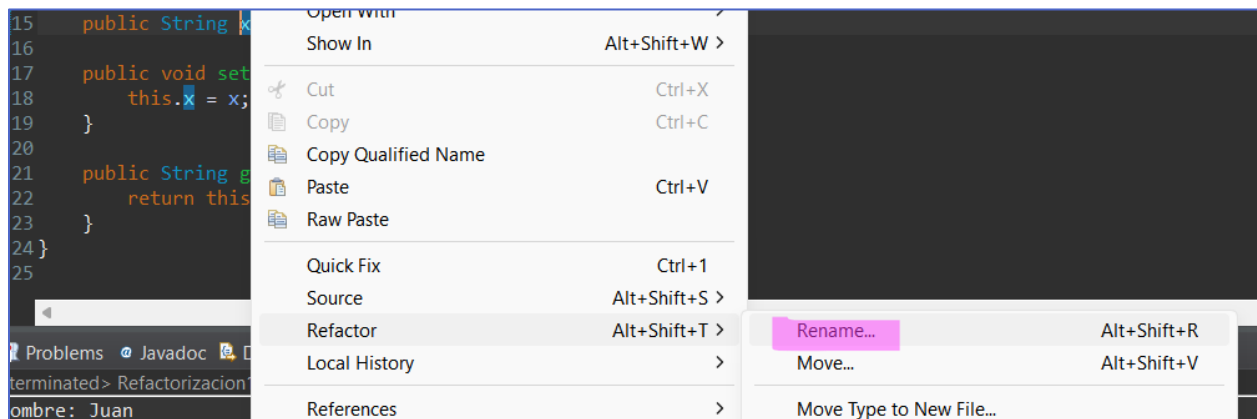 15 public String x
Open With
16
Show In Alt+Shift+W >
17 public void set
18 this.x = x;
Cut Ctrl+X
19 }
Copy Ctrl+C
20
Copy Qualified Name
21 public String g
22 return this
Paste Ctrl+V
23 }
Raw Paste
24 }
25
Quick Fix Ctrl+1
Source Alt+Shift+S >
Refactor Alt+Shift+T >
Rename... Alt+Shift+R
Problems @ Javadoc D
Local History >
Move... Alt+Shift+V
terminated> Refactorizacion1
ombre: Juan
References >
Move Type to New File...